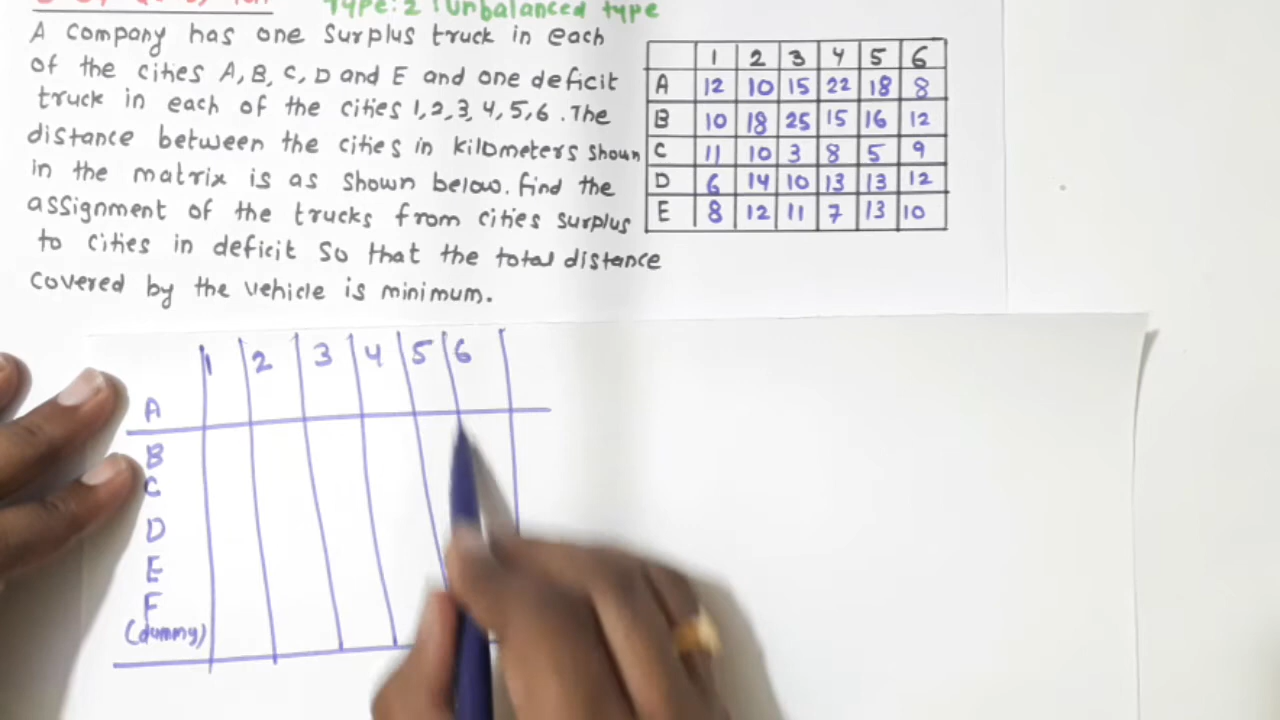 Type:2 Unbalanced type
A company has one surplus truck in each
of the cities A, B, C, D and E and one deficit
truck in each of the cities 1,2,3,4,5,6. The
distance between the cities in kilometers shown
in the matrix is as shown below. find the
assignment of the trucks from cities surplus
to cities in deficit so that the total distance
covered by the vehicle is minimum.
1 2 3 4 5 6
A 12 10 15 22 18 8
B 10 18 25 15 16 12
C 11 10 3 8 5 9
D 6 14 10 13 13 12
E 8 12 11 7 13 10
1 2 3 4 5 6
A
B
C
D
E
F
(dummy)